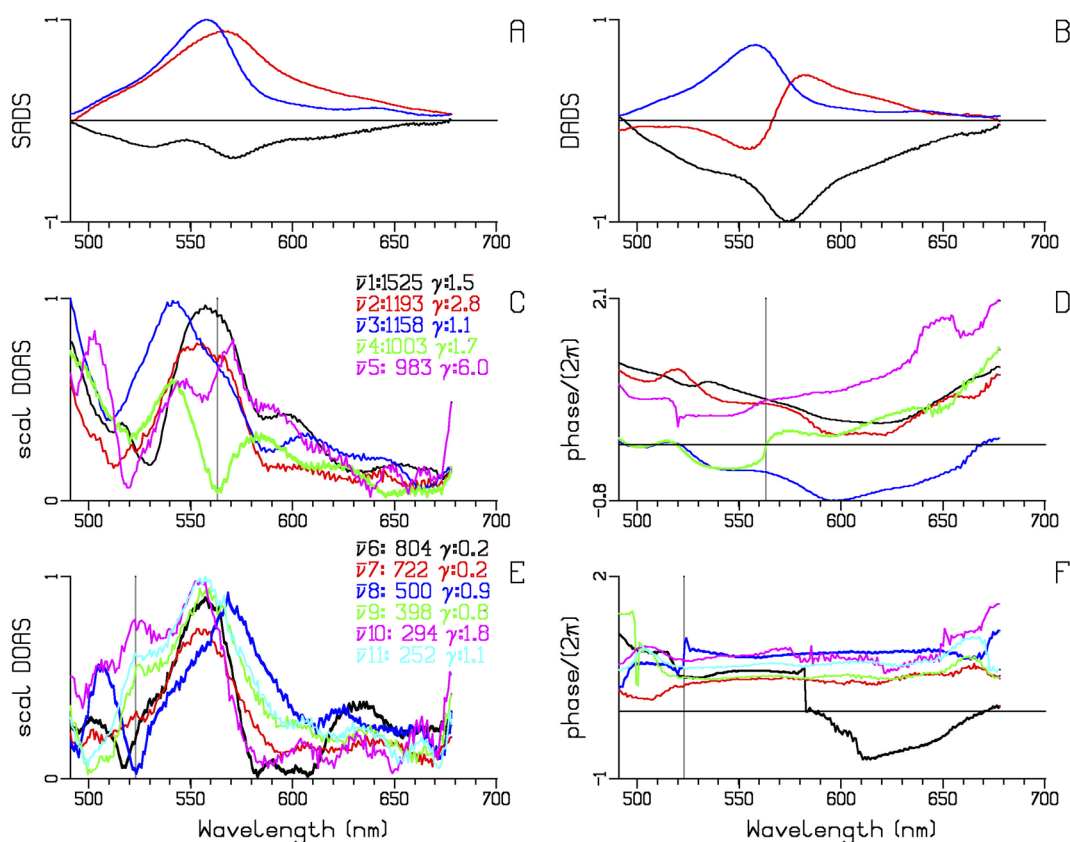 A
1
SADS
-1
500 550 600 650 700
B
1
DADS
-1
500 550 600 650 700
C
1
scal DOAS
0
ν̄1:1525 γ:1.5
ν̄2:1193 γ:2.8
ν̄3:1158 γ:1.1
ν̄4:1003 γ:1.7
ν̄5: 983 γ:6.0
500 550 600 650 700
D
2.1
phase/(2π)
-0.8
500 550 600 650 700
E
1
scal DOAS
0
ν̄6: 804 γ:0.2
ν̄7: 722 γ:0.2
ν̄8: 500 γ:0.9
ν̄9: 398 γ:0.8
ν̄10: 294 γ:1.8
ν̄11: 252 γ:1.1
500 550 600 650 700
Wavelength (nm)
F
2
phase/(2π)
-1
500 550 600 650 700
Wavelength (nm)